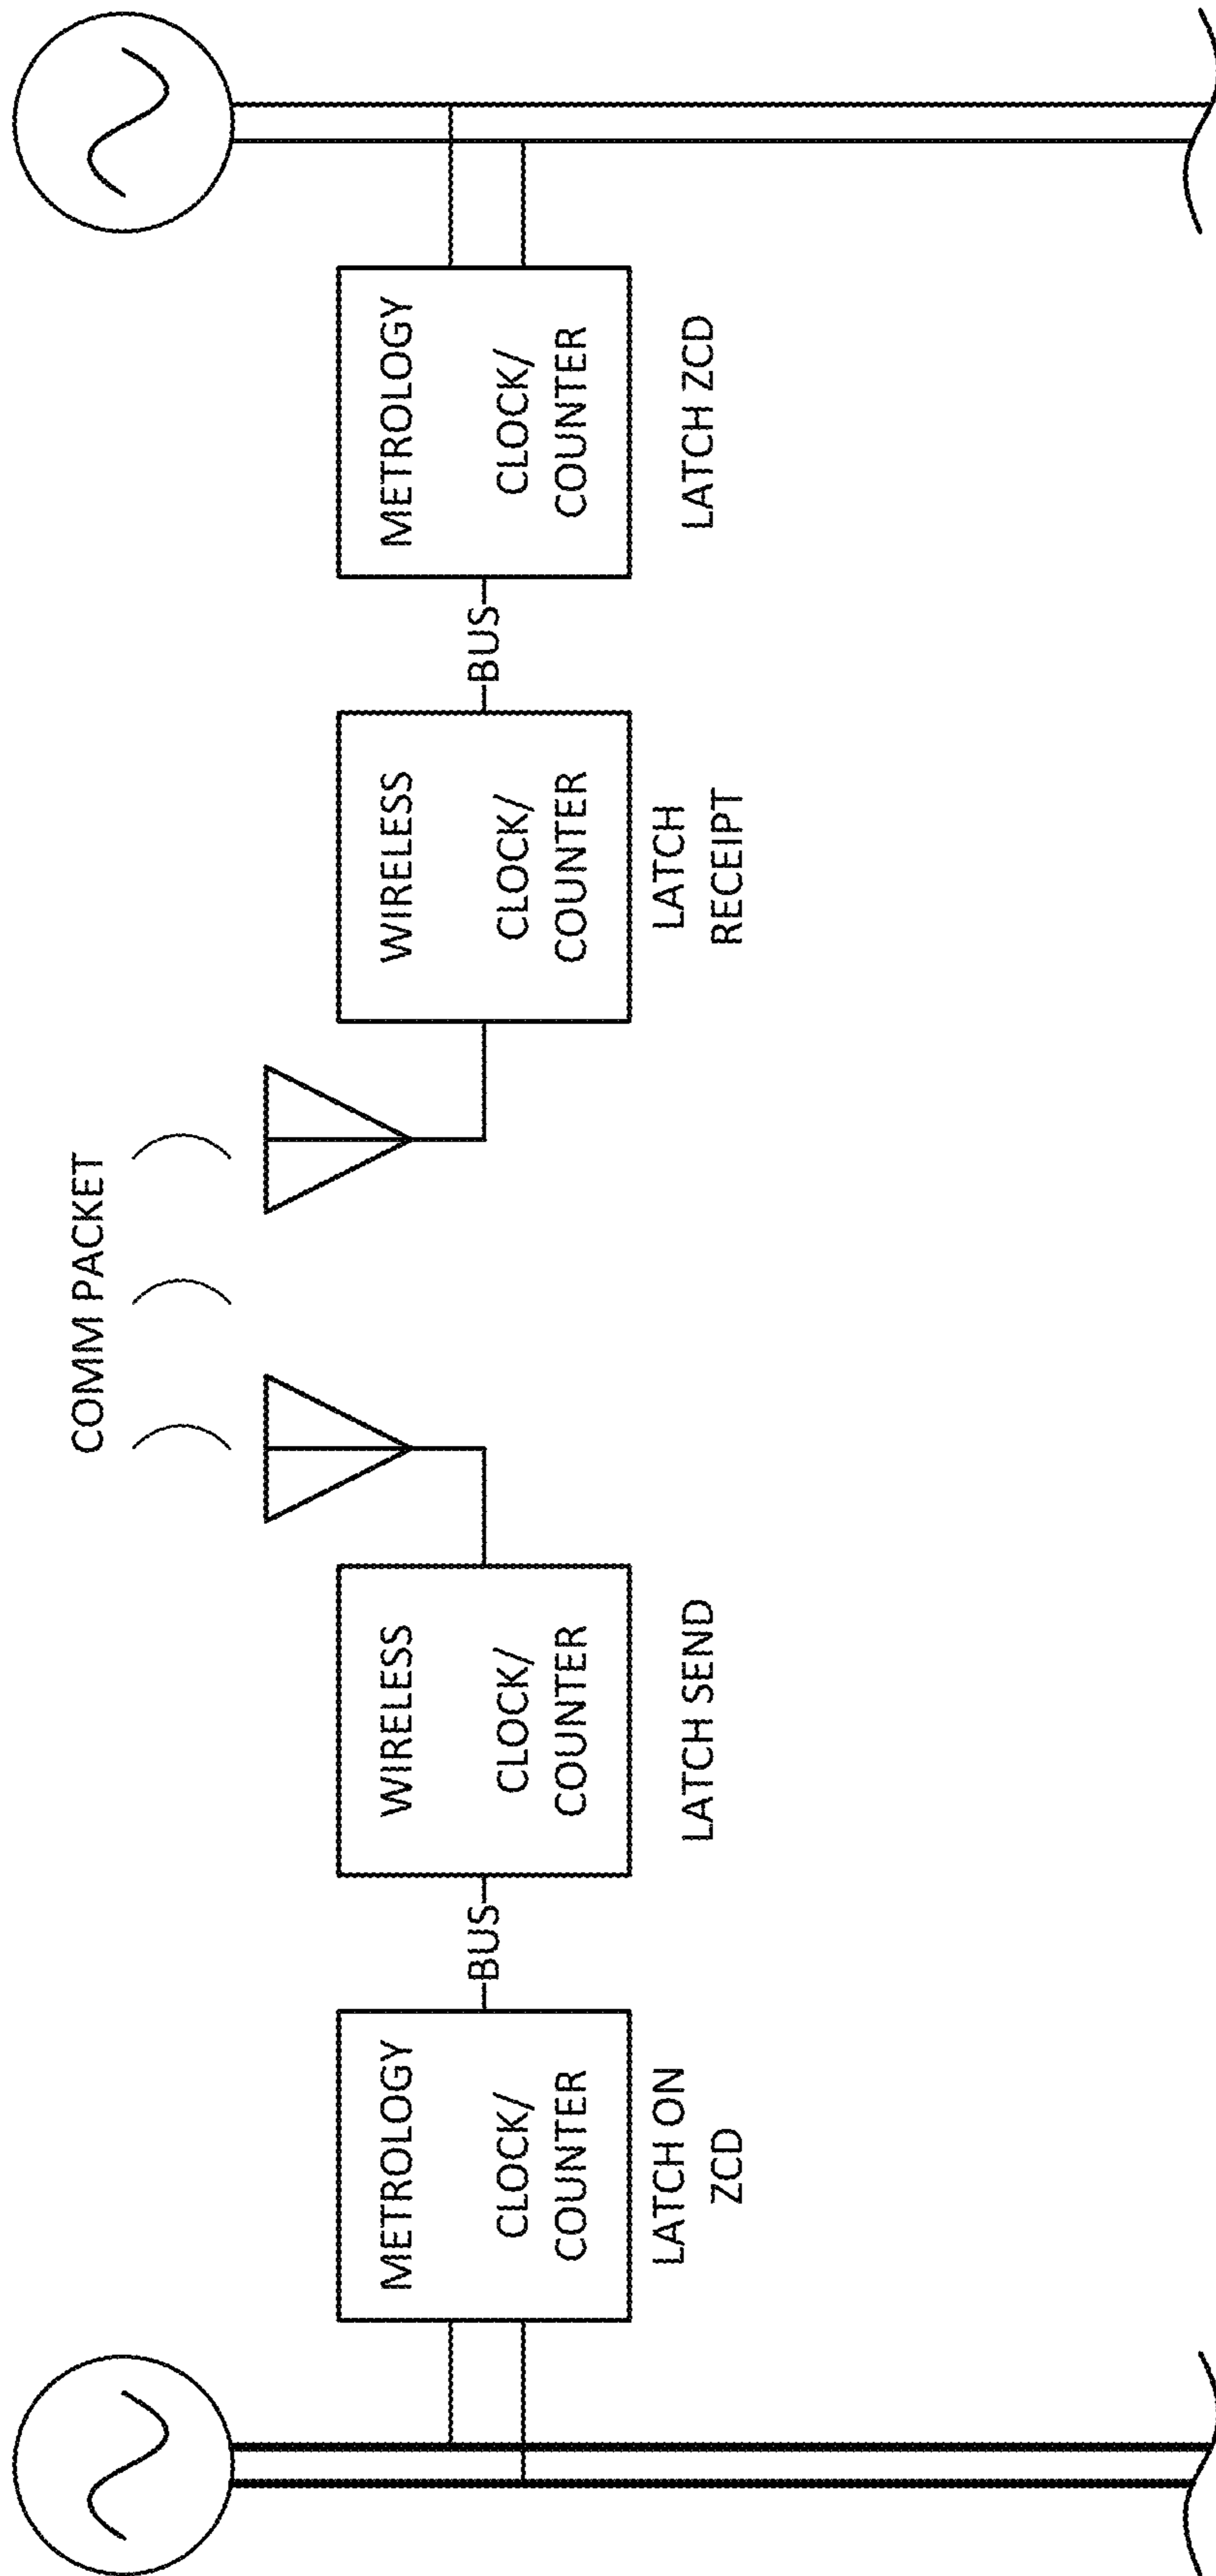 COMM PACKET
METROLOGY
CLOCK/
COUNTER
LATCH ON
ZCD
BUS
WIRELESS
CLOCK/
COUNTER
LATCH SEND
WIRELESS
CLOCK/
COUNTER
LATCH
RECEIPT
BUS
METROLOGY
CLOCK/
COUNTER
LATCH ZCD